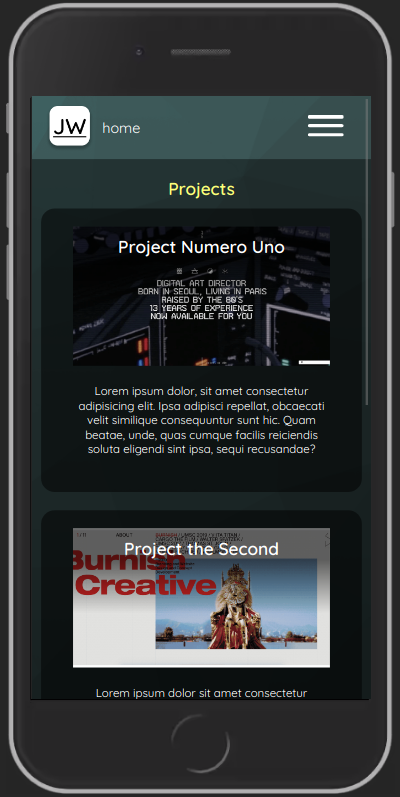 JW home
Projects
Project Numero Uno
DIGITAL ART DIRECTOR
BORN IN SEOUL, LIVING IN PARIS
RAISED BY THE 80'S
13 YEARS OF EXPERIENCE
NOW AVAILABLE FOR YOU
Lorem ipsum dolor, sit amet consectetur
adipisicing elit. Ipsa adipisci repellat, obcaecati
velit similique consequuntur sunt hic. Quam
beatae, unde, quas cumque facilis reiciendis
soluta eligendi sint ipsa, sequi recusandae?
ABOUT
Project the Second
Burnish
Creative
Lorem ipsum dolor sit amet consectetur